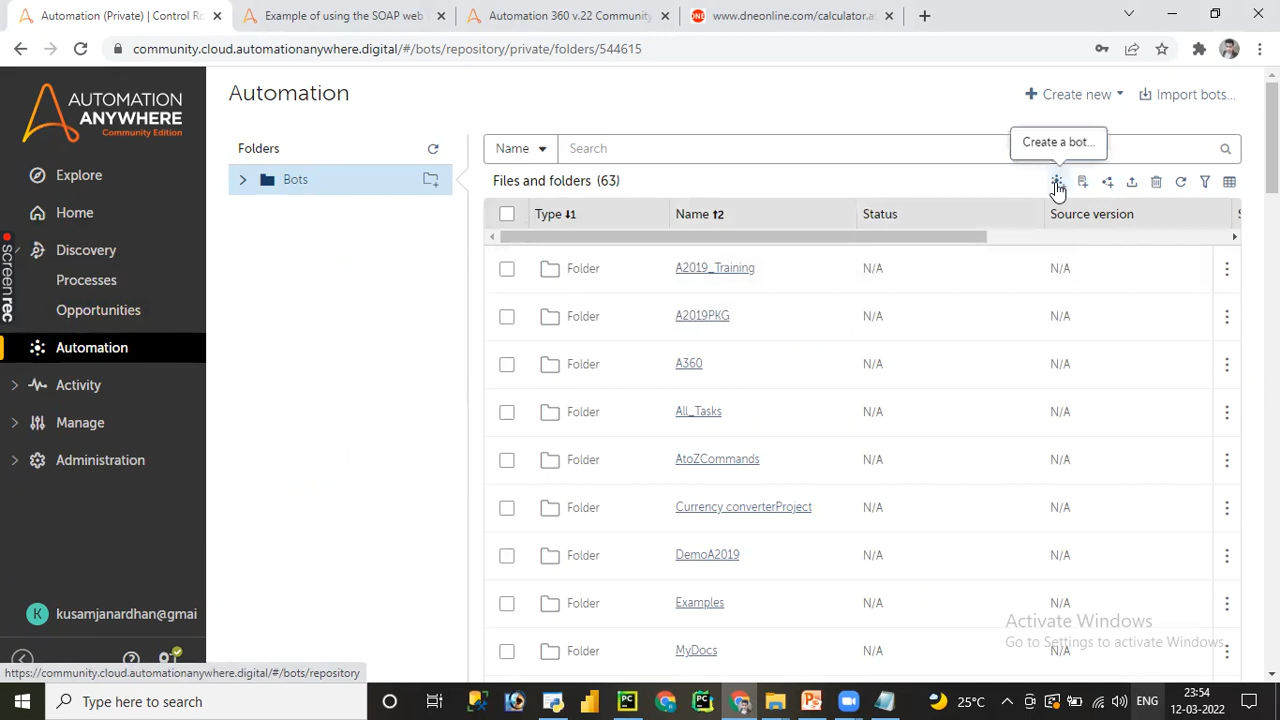 Automation (Private) | Control Ro
Example of using the SOAP web
Automation 360 v.22 Community
www.dneonline.com/calculator.as
community.cloud.automationanywhere.digital/#/bots/repository/private/folders/544615
AUTOMATION
ANYWHERE
Community Edition
Explore
Home
Discovery
Processes
Opportunities
Automation
Activity
Manage
Administration
K
kusamjanardhan@gmai
screenrec
Automation
Create new
Import bots...
Folders
Bots
Name
Search
Create a bot...
Files and folders (63)
Type ↓1
Name ↑2
Status
Source version
Folder A2019_Training N/A N/A
Folder A2019PKG N/A N/A
Folder A360 N/A N/A
Folder All_Tasks N/A N/A
Folder AtoZCommands N/A N/A
Folder Currency converterProject N/A N/A
Folder DemoA2019 N/A N/A
Folder Examples N/A N/A
Folder MyDocs N/A N/A
Activate Windows
Go to Settings to activate Windows.
https://community.cloud.automationanywhere.digital/#/bots/repository
Type here to search
25°C
ENG
23:54
12-03-2022